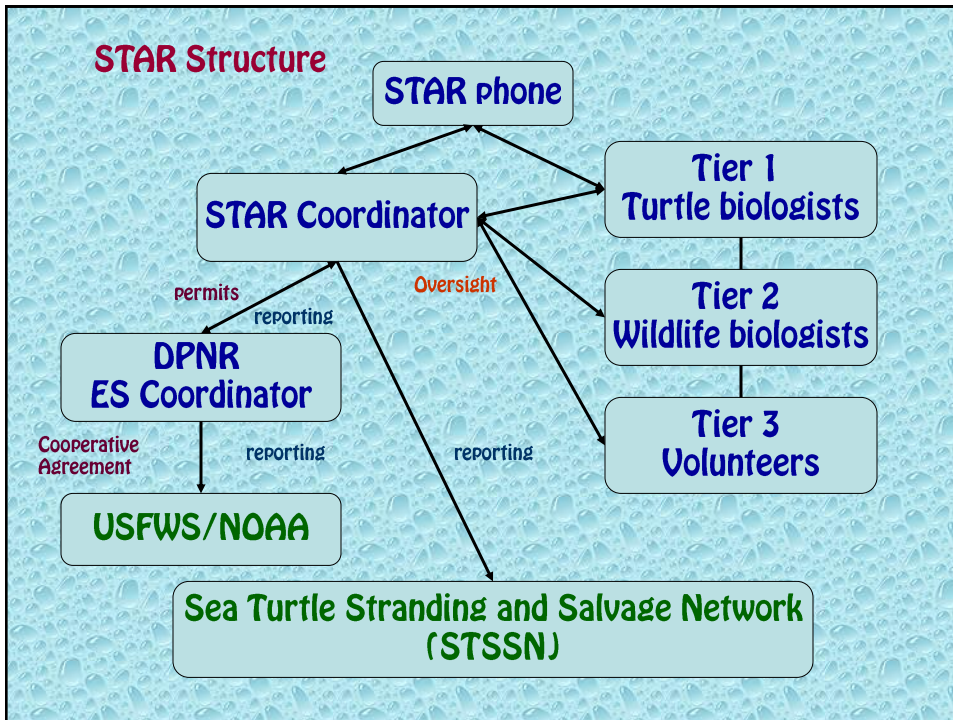 STAR Structure
STAR phone
Tier 1
Turtle biologists
STAR Coordinator
Oversight
permits
reporting
Tier 2
Wildlife biologists
DPNR
ES Coordinator
Tier 3
Volunteers
Cooperative
Agreement
reporting
reporting
USFWS/NOAA
Sea Turtle Stranding and Salvage Network
(STSSN)